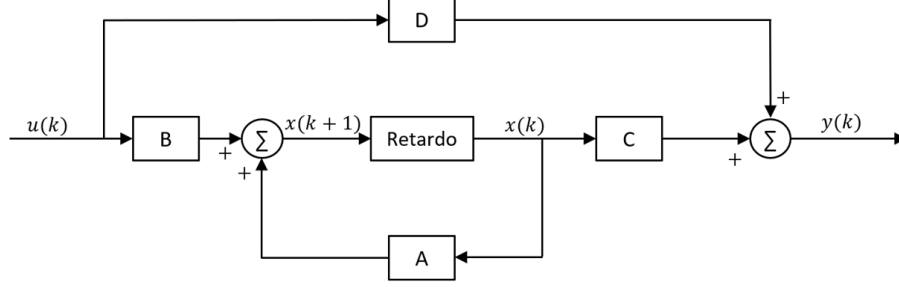 D
u(k)
B
+
∑
+
x(k + 1)
Retardo
x(k)
C
+
∑
+
y(k)
A